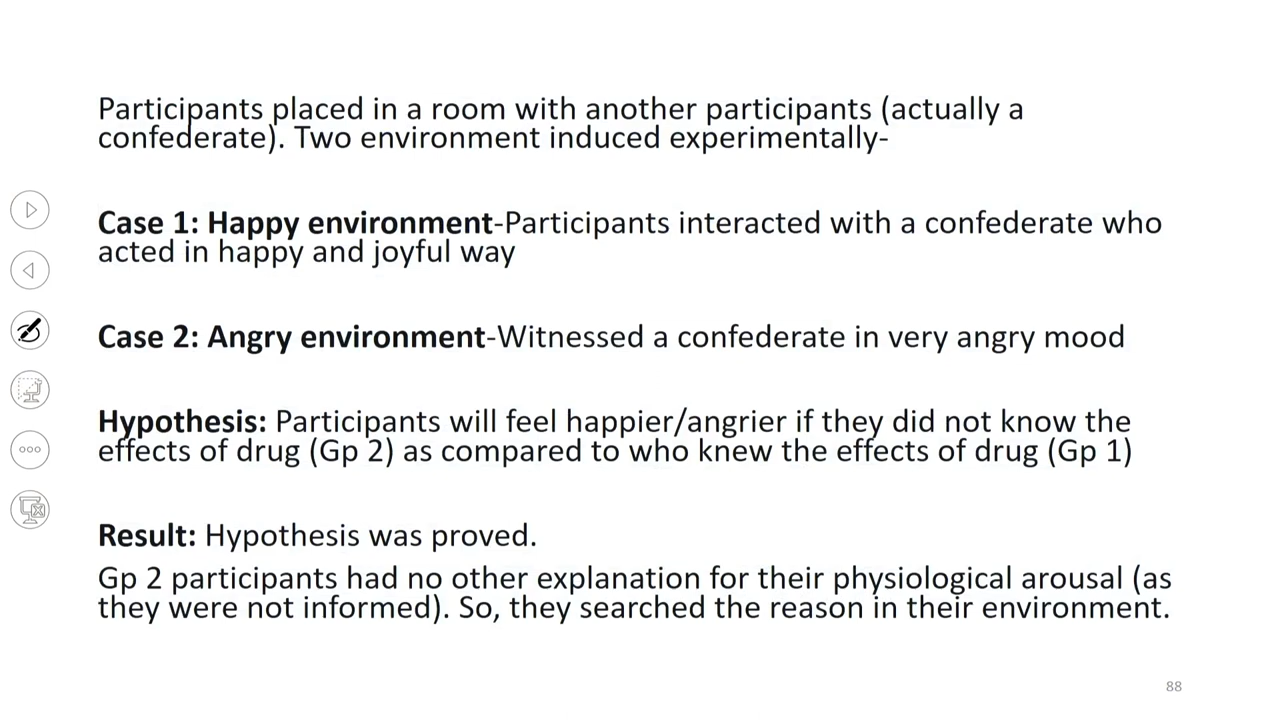 Participants placed in a room with another participants (actually a
confederate). Two environment induced experimentally-
Case 1: Happy environment-Participants interacted with a confederate who
acted in happy and joyful way
Case 2: Angry environment-Witnessed a confederate in very angry mood
Hypothesis: Participants will feel happier/angrier if they did not know the
effects of drug (Gp 2) as compared to who knew the effects of drug (Gp 1)
Result: Hypothesis was proved.
Gp 2 participants had no other explanation for their physiological arousal (as
they were not informed). So, they searched the reason in their environment.
88